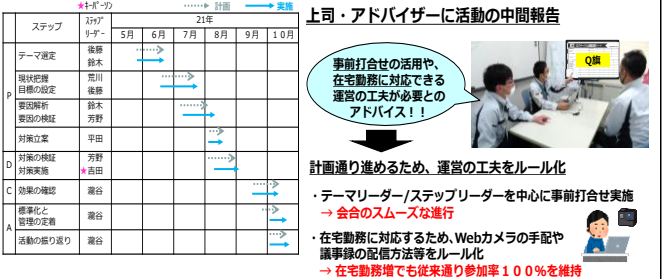 ★ｷｰﾊﾟｰｿﾝ
計画
実施
ステップ
ｽﾃｯﾌﾟ
ﾘｰﾀﾞｰ
21年
5月 6月 7月 8月 9月 10月
P
テーマ選定
後藤
鈴木
現状把握
目標の設定
荒川
後藤
要因解析
要因の検証
鈴木
芳野
対策立案
平田
D
対策の検証
対策実施
芳野
★吉田
C
効果の確認
瀧谷
A
標準化と
管理の定着
瀧谷
活動の振り返り
瀧谷
上司・アドバイザーに活動の中間報告
事前打合せの活用や、
在宅勤務に対応できる
運営の工夫が必要との
アドバイス！！
Q旗
計画通り進めるため、運営の工夫をルール化
・テーマリーダー/ステップリーダーを中心に事前打合せ実施
→ 会合のスムーズな進行
・在宅勤務に対応するため、Webカメラの手配や
議事録の配信方法等をルール化
→ 在宅勤務増でも従来通り参加率１００％を維持